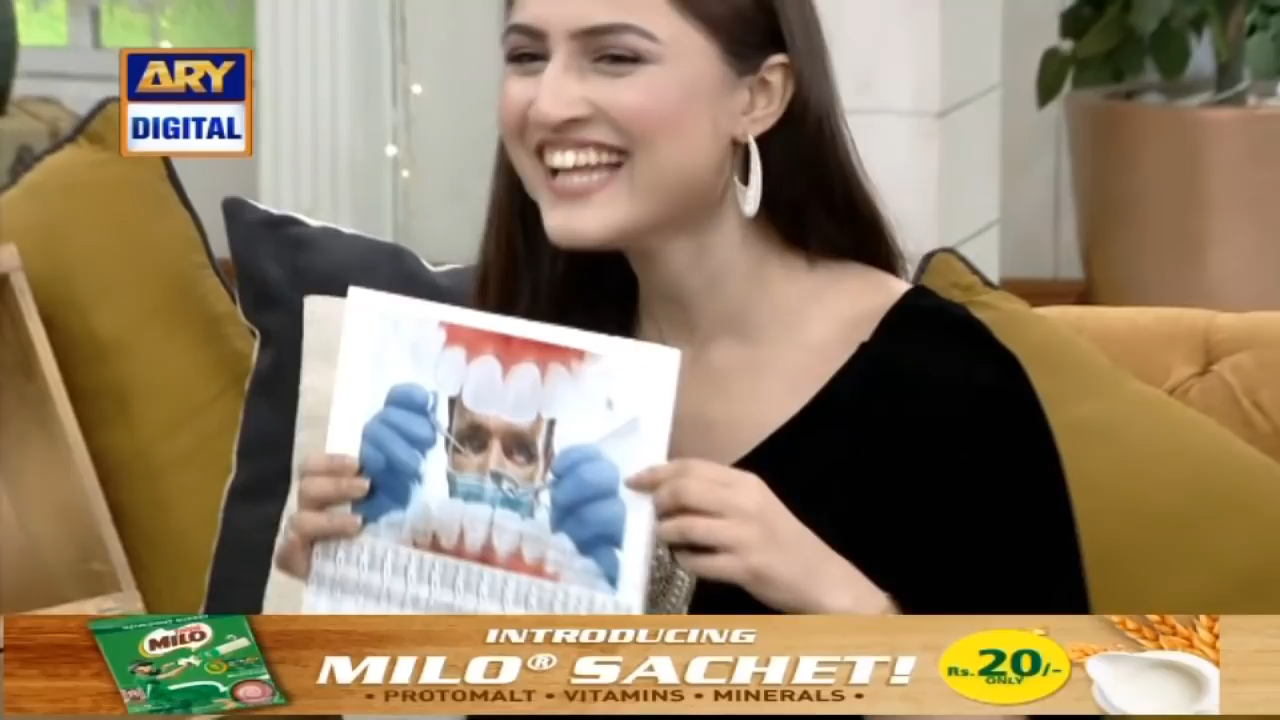 ARY
DIGITAL
INTRODUCING
MILO
MILO® SACHET!
Rs. 20/-
ONLY
• PROTOMALT • VITAMINS • MINERALS •